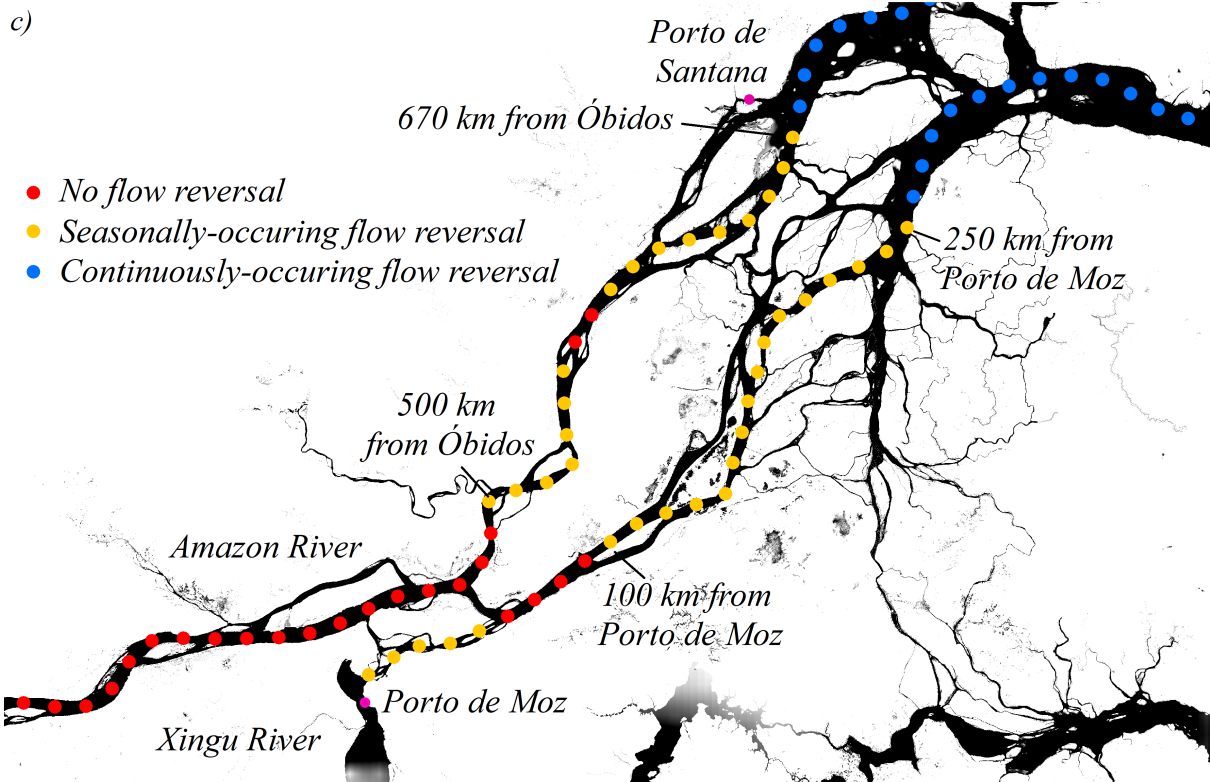 c)
Porto de
Santana
670 km from Óbidos
No flow reversal
Seasonally-occuring flow reversal
Continuously-occuring flow reversal
250 km from
Porto de Moz
500 km
from Óbidos
Amazon River
100 km from
Porto de Moz
Porto de Moz
Xingu River